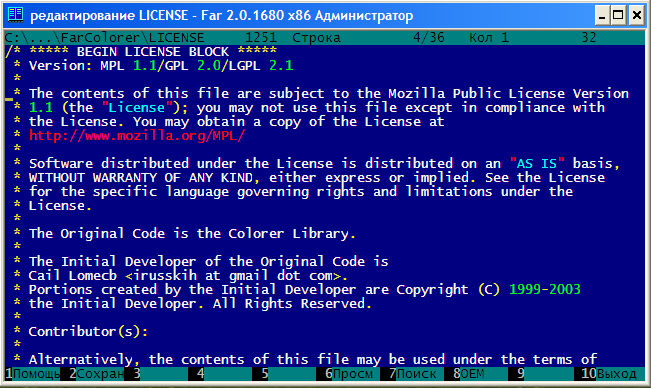 редактирование LICENSE - Far 2.0.1680 x86 Администратор
C:\...\FarColorer\LICENSE 1251 Строка 4/36 Кол 1 32
/* ***** BEGIN LICENSE BLOCK *****
* Version: MPL 1.1/GPL 2.0/LGPL 2.1
*
* The contents of this file are subject to the Mozilla Public License Version
* 1.1 (the "License"); you may not use this file except in compliance with
* the License. You may obtain a copy of the License at
* http://www.mozilla.org/MPL/
*
* Software distributed under the License is distributed on an "AS IS" basis,
* WITHOUT WARRANTY OF ANY KIND, either express or implied. See the License
* for the specific language governing rights and limitations under the
* License.
*
* The Original Code is the Colorer Library.
*
* The Initial Developer of the Original Code is
* Cail Lomecb <irusskih at gmail dot com>.
* Portions created by the Initial Developer are Copyright (C) 1999-2003
* the Initial Developer. All Rights Reserved.
*
* Contributor(s):
*
* Alternatively, the contents of this file may be used under the terms of
1Помощь 2Сохран 3 4 5 6Просм 7Поиск 8OEM 9 10Выход